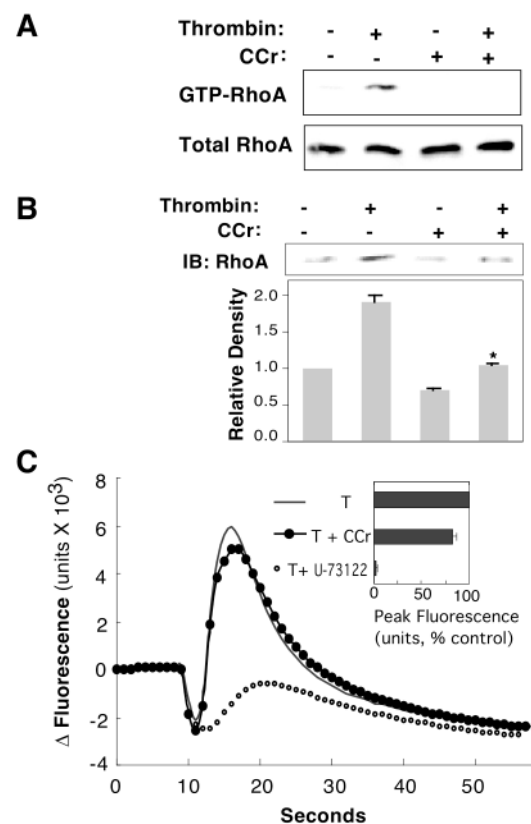 A
Thrombin: - + - +
CCr: - - + +
GTP-RhoA
Total RhoA
B
Thrombin: - + - +
CCr: - - + +
IB: RhoA
Relative Density
2.0
1.5
1.0
0.5
0.0
*
C
Δ Fluorescence (units X 10³)
8
6
4
2
0
-2
-4
T
T + CCr
T+ U-73122
0 50 100
Peak Fluorescence
(units, % control)
0 10 20 30 40 50
Seconds